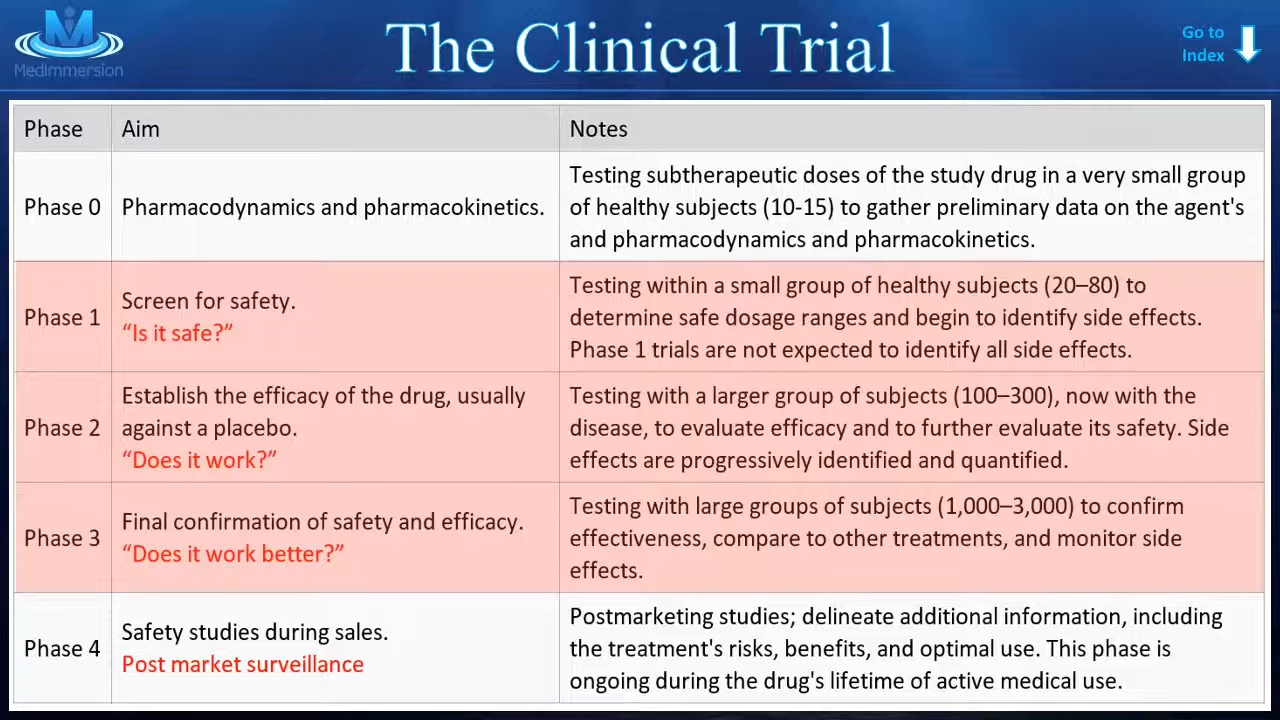 MedImmersion
The Clinical Trial
Go to
Index
Phase
Aim
Notes
Phase 0
Pharmacodynamics and pharmacokinetics.
Testing subtherapeutic doses of the study drug in a very small group
of healthy subjects (10-15) to gather preliminary data on the agent's
and pharmacodynamics and pharmacokinetics.
Phase 1
Screen for safety.
“Is it safe?”
Testing within a small group of healthy subjects (20–80) to
determine safe dosage ranges and begin to identify side effects.
Phase 1 trials are not expected to identify all side effects.
Phase 2
Establish the efficacy of the drug, usually
against a placebo.
“Does it work?”
Testing with a larger group of subjects (100–300), now with the
disease, to evaluate efficacy and to further evaluate its safety. Side
effects are progressively identified and quantified.
Phase 3
Final confirmation of safety and efficacy.
“Does it work better?”
Testing with large groups of subjects (1,000–3,000) to confirm
effectiveness, compare to other treatments, and monitor side
effects.
Phase 4
Safety studies during sales.
Post market surveillance
Postmarketing studies; delineate additional information, including
the treatment's risks, benefits, and optimal use. This phase is
ongoing during the drug's lifetime of active medical use.